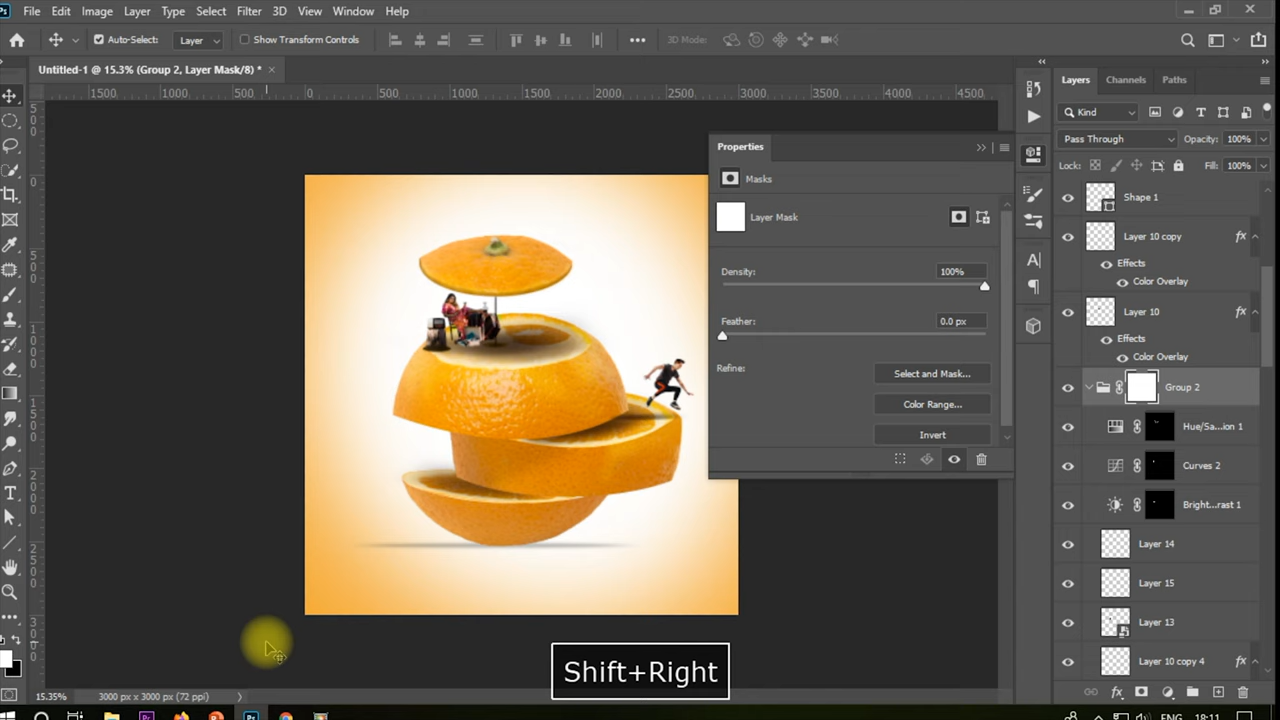 File Edit Image Layer Type Select Filter 3D View Window Help
Auto-Select: Layer Show Transform Controls 3D Mode:
Untitled-1 @ 15.3% (Group 2, Layer Mask/8) *
1500 1000 500 0 500 1000 1500 2000 2500 3000 3500 4000 4500
Properties
Masks
Layer Mask
Density: 100%
Feather: 0.0 px
Refine: Select and Mask...
Color Range...
Invert
Layers Channels Paths
Kind
Pass Through Opacity: 100%
Lock: Fill: 100%
Shape 1
Layer 10 copy fx
Effects
Color Overlay
Layer 10 fx
Effects
Color Overlay
Group 2
Hue/Sa...ion 1
Curves 2
Bright...rast 1
Layer 14
Layer 15
Layer 13
Layer 10 copy 4 fx
Shift+Right
15.35% 3000 px x 3000 px (72 ppi)
ENG 18:11